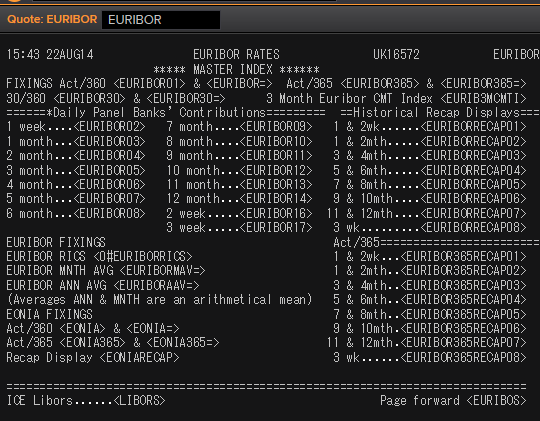 Quote: EURIBOR EURIBOR
15:43 22AUG14 EURIBOR RATES UK16572 EURIBOR
***** MASTER INDEX ******
FIXINGS Act/360 <EURIBOR01> & <EURIBOR=> Act/365 <EURIBOR365> & <EURIBOR365=>
30/360 <EURIBOR30> & <EURIBOR30=> 3 Month Euribor CMT Index <EURIB3MCMTI>
======*Daily Panel Banks' Contributions========= ==Historical Recap Displays===
1 week....<EURIBOR02> 7 month....<EURIBOR09> 1 & 2wk....<EURIBORRECAP01>
1 month...<EURIBOR03> 8 month....<EURIBOR10> 1 & 2mth...<EURIBORRECAP02>
2 month...<EURIBOR04> 9 month....<EURIBOR11> 3 & 4mth...<EURIBORRECAP03>
3 month...<EURIBOR05> 10 month....<EURIBOR12> 5 & 6mth...<EURIBORRECAP04>
4 month...<EURIBOR06> 11 month....<EURIBOR13> 7 & 8mth...<EURIBORRECAP05>
5 month...<EURIBOR07> 12 month....<EURIBOR14> 9 & 10mth...<EURIBORRECAP06>
6 month...<EURIBOR08> 2 week.....<EURIBOR16> 11 & 12mth...<EURIBORRECAP07>
3 week.....<EURIBOR17> 3 wk.......<EURIBORRECAP08>
EURIBOR FIXINGS Act/365=====================
EURIBOR RICS <0#EURIBORRICS> 1 & 2wk...<EURIBOR365RECAP01>
EURIBOR MNTH AVG <EURIBORMAV=> 1 & 2mth..<EURIBOR365RECAP02>
EURIBOR ANN AVG <EURIBORAAV=> 3 & 4mth..<EURIBOR365RECAP03>
(Averages ANN & MNTH are an arithmetical mean) 5 & 6mth..<EURIBOR365RECAP04>
EONIA FIXINGS 7 & 8mth..<EURIBOR365RECAP05>
Act/360 <EONIA> & <EONIA=> 9 & 10mth.<EURIBOR365RECAP06>
Act/365 <EONIA365> & <EONIA365=> 11 & 12mth.<EURIBOR365RECAP07>
Recap Display <EONIARECAP> 3 wk......<EURIBOR365RECAP08>
================================================================================
ICE Libors......<LIBORS> Page forward <EURIBOS>